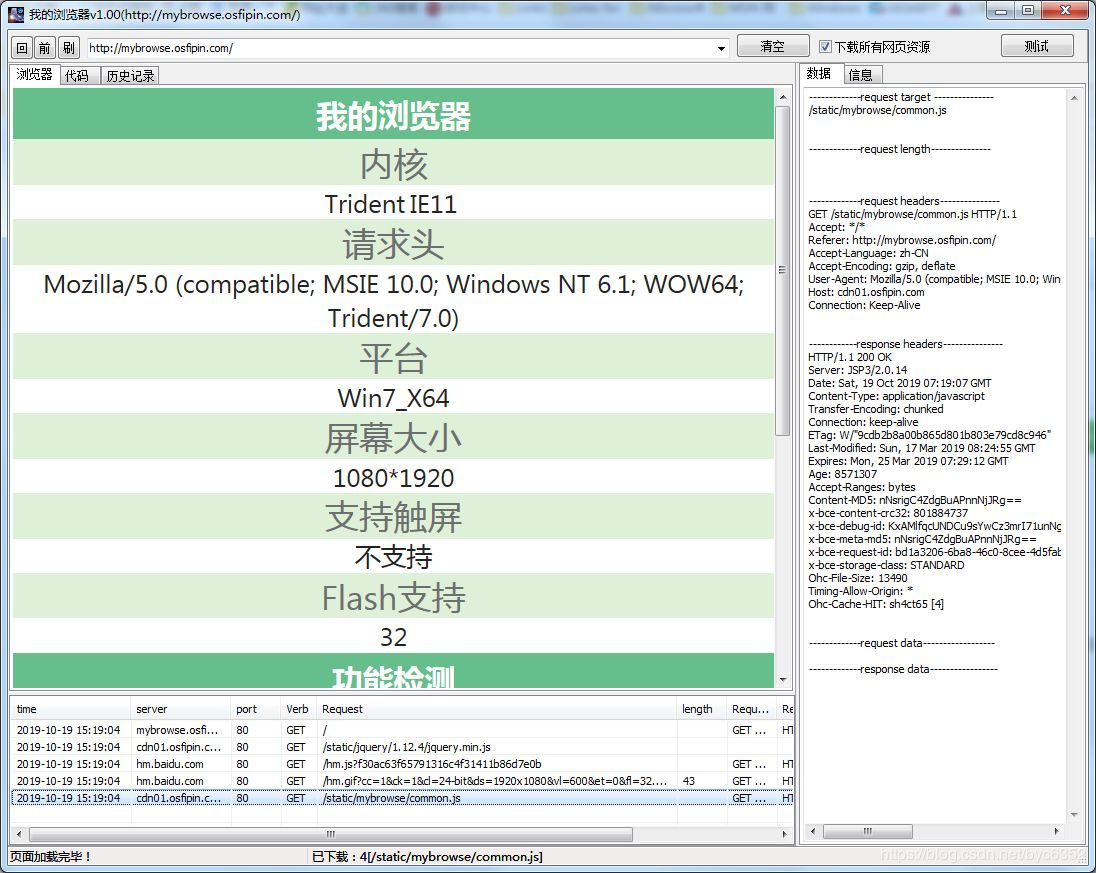 我的浏览器v1.00(http://mybrowse.osfipin.com/)
回 前 刷 http://mybrowse.osfipin.com/ 清空 下载所有网页资源 测试
浏览器 代码 历史记录
我的浏览器
内核
Trident IE11
请求头
Mozilla/5.0 (compatible; MSIE 10.0; Windows NT 6.1; WOW64;
Trident/7.0)
平台
Win7_X64
屏幕大小
1080*1920
支持触屏
不支持
Flash支持
32
功能检测
数据 信息
-------------request target ---------------
/static/mybrowse/common.js
-------------request length---------------
-------------request headers---------------
GET /static/mybrowse/common.js HTTP/1.1
Accept: */*
Referer: http://mybrowse.osfipin.com/
Accept-Language: zh-CN
Accept-Encoding: gzip, deflate
User-Agent: Mozilla/5.0 (compatible; MSIE 10.0; Win
Host: cdn01.osfipin.com
Connection: Keep-Alive
------------response headers---------------
HTTP/1.1 200 OK
Server: JSP3/2.0.14
Date: Sat, 19 Oct 2019 07:19:07 GMT
Content-Type: application/javascript
Transfer-Encoding: chunked
Connection: keep-alive
ETag: W/"9cdb2b8a00b865d801b803e79cd8c946"
Last-Modified: Sun, 17 Mar 2019 08:24:55 GMT
Expires: Mon, 25 Mar 2019 07:29:12 GMT
Age: 8571307
Accept-Ranges: bytes
Content-MD5: nNsrigC4ZdgBuAPnnNjJRg==
x-bce-content-crc32: 801884737
x-bce-debug-id: KxAMlfqcUNDCu9sYwCz3mrI71unNg
x-bce-meta-md5: nNsrigC4ZdgBuAPnnNjJRg==
x-bce-request-id: bd1a3206-6ba8-46c0-8cee-4d5fab
x-bce-storage-class: STANDARD
Ohc-File-Size: 13490
Timing-Allow-Origin: *
Ohc-Cache-HIT: sh4ct65 [4]
-------------request data------------------
-------------response data-----------------
time server port Verb Request length Requ... Re
2019-10-19 15:19:04 mybrowse.osfi... 80 GET / GET ... HT
2019-10-19 15:19:04 cdn01.osfipin.c... 80 GET /static/jquery/1.12.4/jquery.min.js
2019-10-19 15:19:04 hm.baidu.com 80 GET /hm.js?f30ac63f65791316c4f31411b86d7e0b GET ... HT
2019-10-19 15:19:04 hm.baidu.com 80 GET /hm.gif?cc=1&ck=1&cl=24-bit&ds=1920x1080&vl=600&et=0&fl=32.... 43 GET ... HT
2019-10-19 15:19:04 cdn01.osfipin.c... 80 GET /static/mybrowse/common.js GET ... HT
页面加载完毕！ 已下载：4[/static/mybrowse/common.js]
https://blog.csdn.net/byc6352